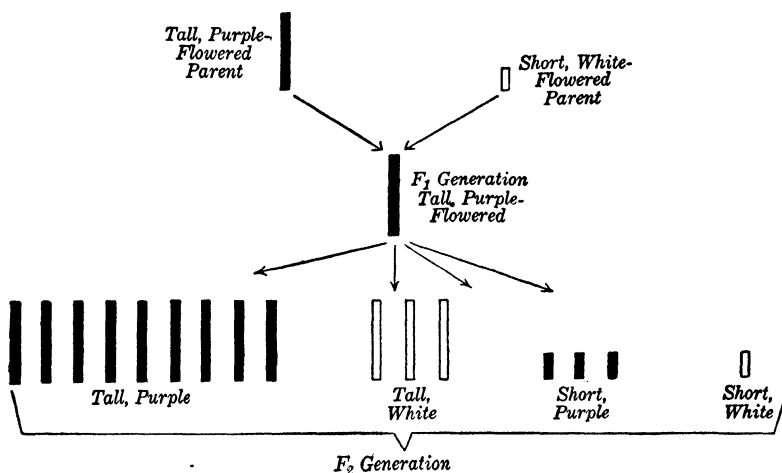 Tall, Purple-
Flowered
Parent
Short, White-
Flowered
Parent
F₁ Generation
Tall, Purple-
Flowered
Tall, Purple
Tall,
White
Short,
Purple
Short,
White
F₂ Generation